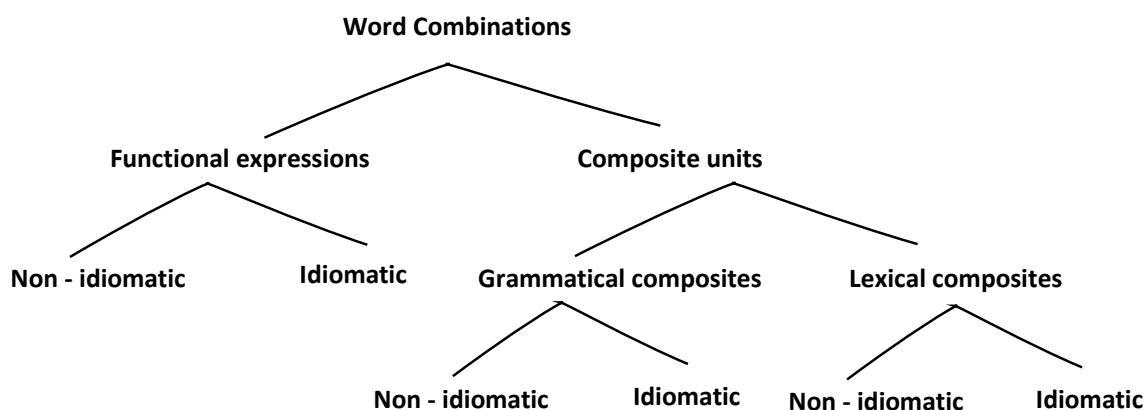 Word Combinations
Functional expressions
Composite units
Non - idiomatic
Idiomatic
Grammatical composites
Lexical composites
Non - idiomatic
Idiomatic
Non - idiomatic
Idiomatic